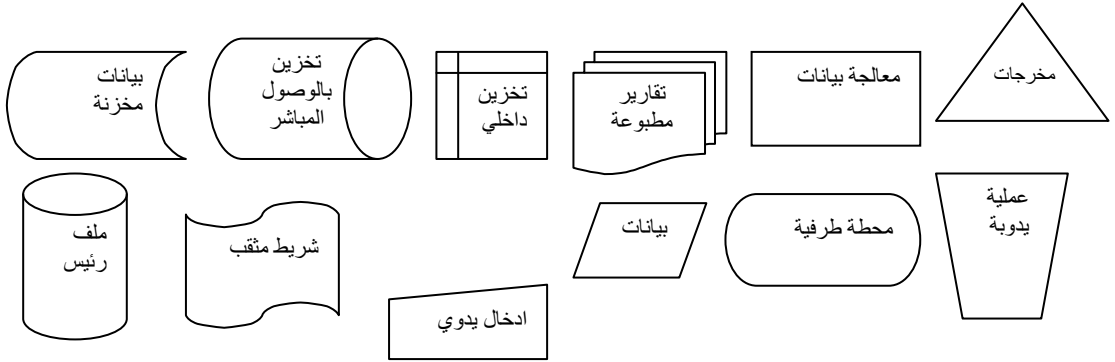 مخرجات
معالجة بيانات
تقارير
مطبوعة
تخزين
داخلي
تخزين
بالوصول
المباشر
بيانات
مخزنة
عملية
يدوبة
محطة طرفية
بيانات
ادخال يدوي
شريط مثقب
ملف
رئيس